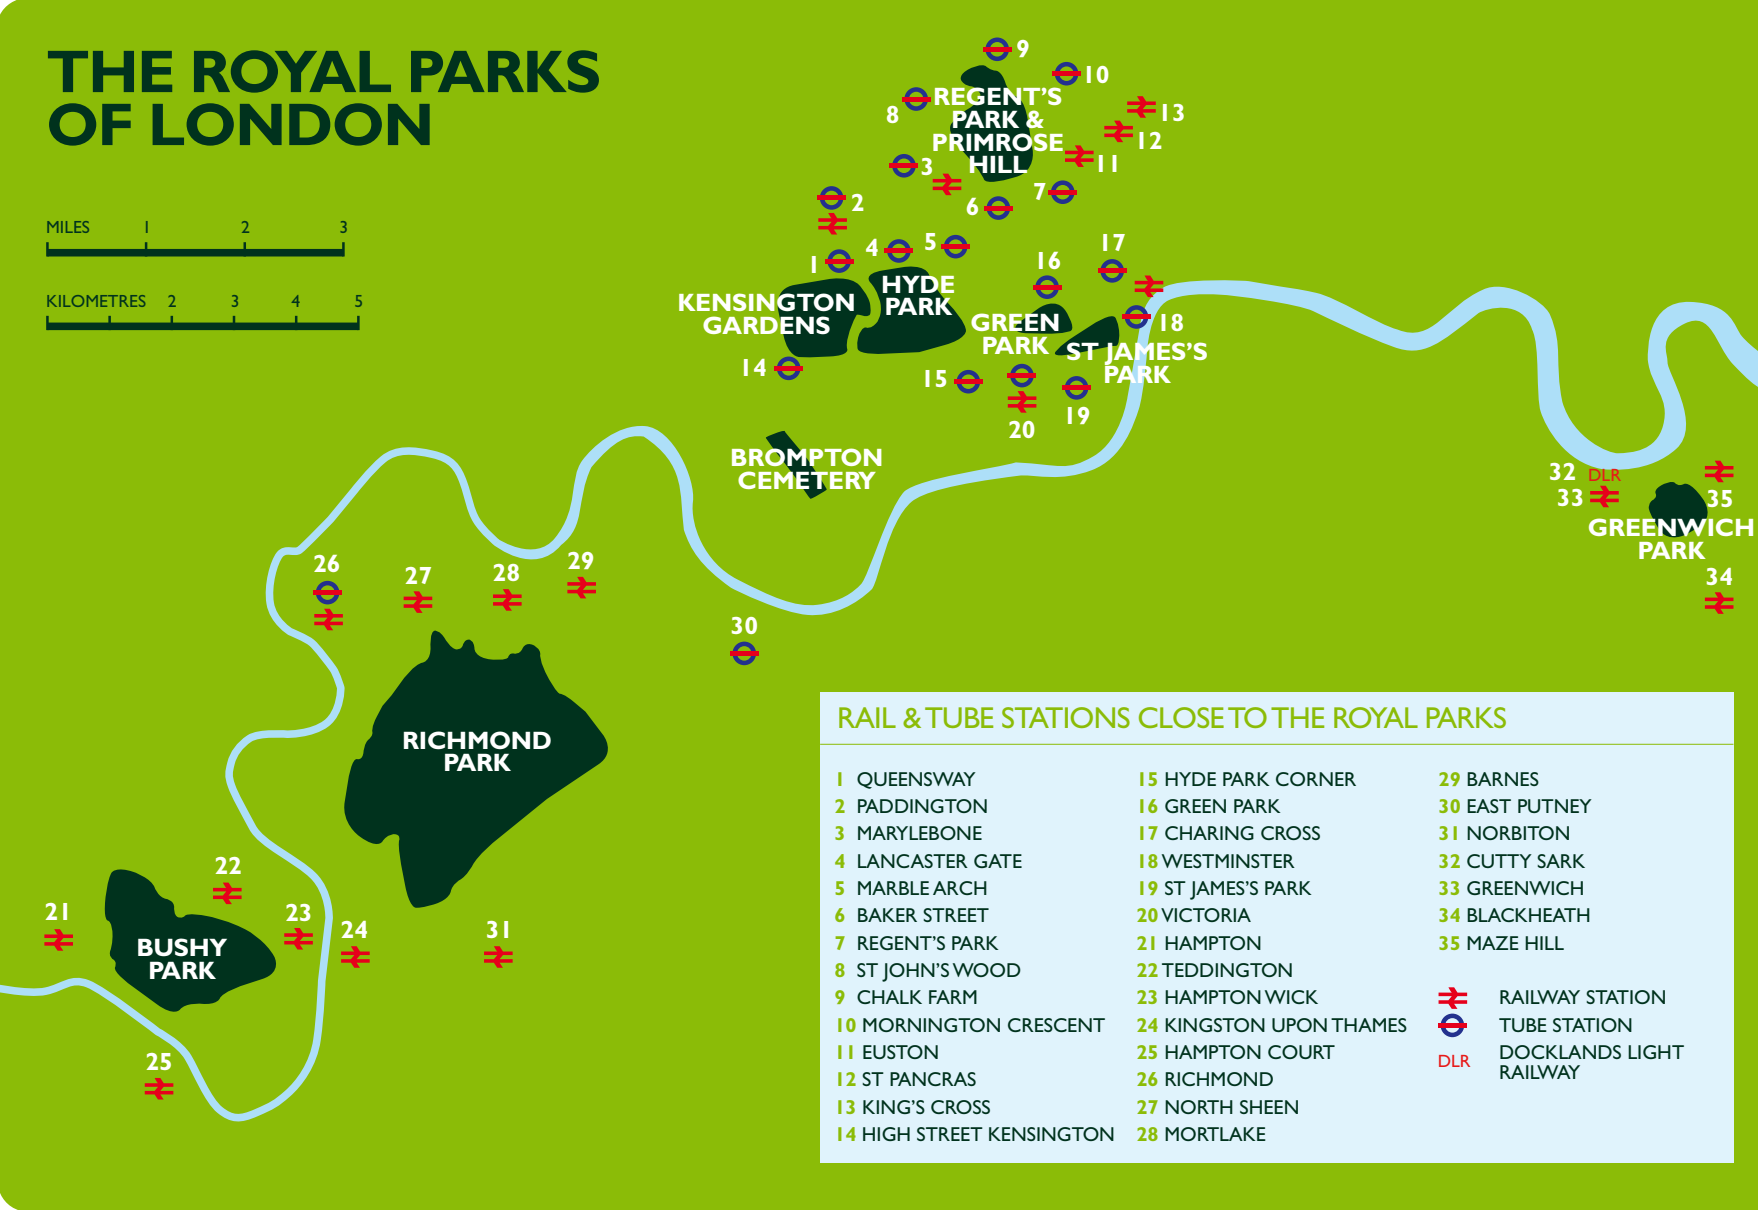 THE ROYAL PARKS
OF LONDON
MILES 1 2 3
KILOMETRES 2 3 4 5
9
10
8
REGENT'S
PARK &
PRIMROSE
HILL
13
12
11
3
7
2
6
17
4
5
16
1
KENSINGTON
GARDENS
HYDE
PARK
GREEN
PARK
18
ST JAMES'S
PARK
14
15
19
20
BROMPTON
CEMETERY
32 DLR
33
35
GREENWICH
PARK
34
26
27
28
29
30
RICHMOND
PARK
22
21
23
24
31
BUSHY
PARK
25
RAIL & TUBE STATIONS CLOSE TO THE ROYAL PARKS
1 QUEENSWAY
2 PADDINGTON
3 MARYLEBONE
4 LANCASTER GATE
5 MARBLE ARCH
6 BAKER STREET
7 REGENT'S PARK
8 ST JOHN'S WOOD
9 CHALK FARM
10 MORNINGTON CRESCENT
11 EUSTON
12 ST PANCRAS
13 KING'S CROSS
14 HIGH STREET KENSINGTON
15 HYDE PARK CORNER
16 GREEN PARK
17 CHARING CROSS
18 WESTMINSTER
19 ST JAMES'S PARK
20 VICTORIA
21 HAMPTON
22 TEDDINGTON
23 HAMPTON WICK
24 KINGSTON UPON THAMES
25 HAMPTON COURT
26 RICHMOND
27 NORTH SHEEN
28 MORTLAKE
29 BARNES
30 EAST PUTNEY
31 NORBITON
32 CUTTY SARK
33 GREENWICH
34 BLACKHEATH
35 MAZE HILL
RAILWAY STATION
TUBE STATION
DLR DOCKLANDS LIGHT
RAILWAY